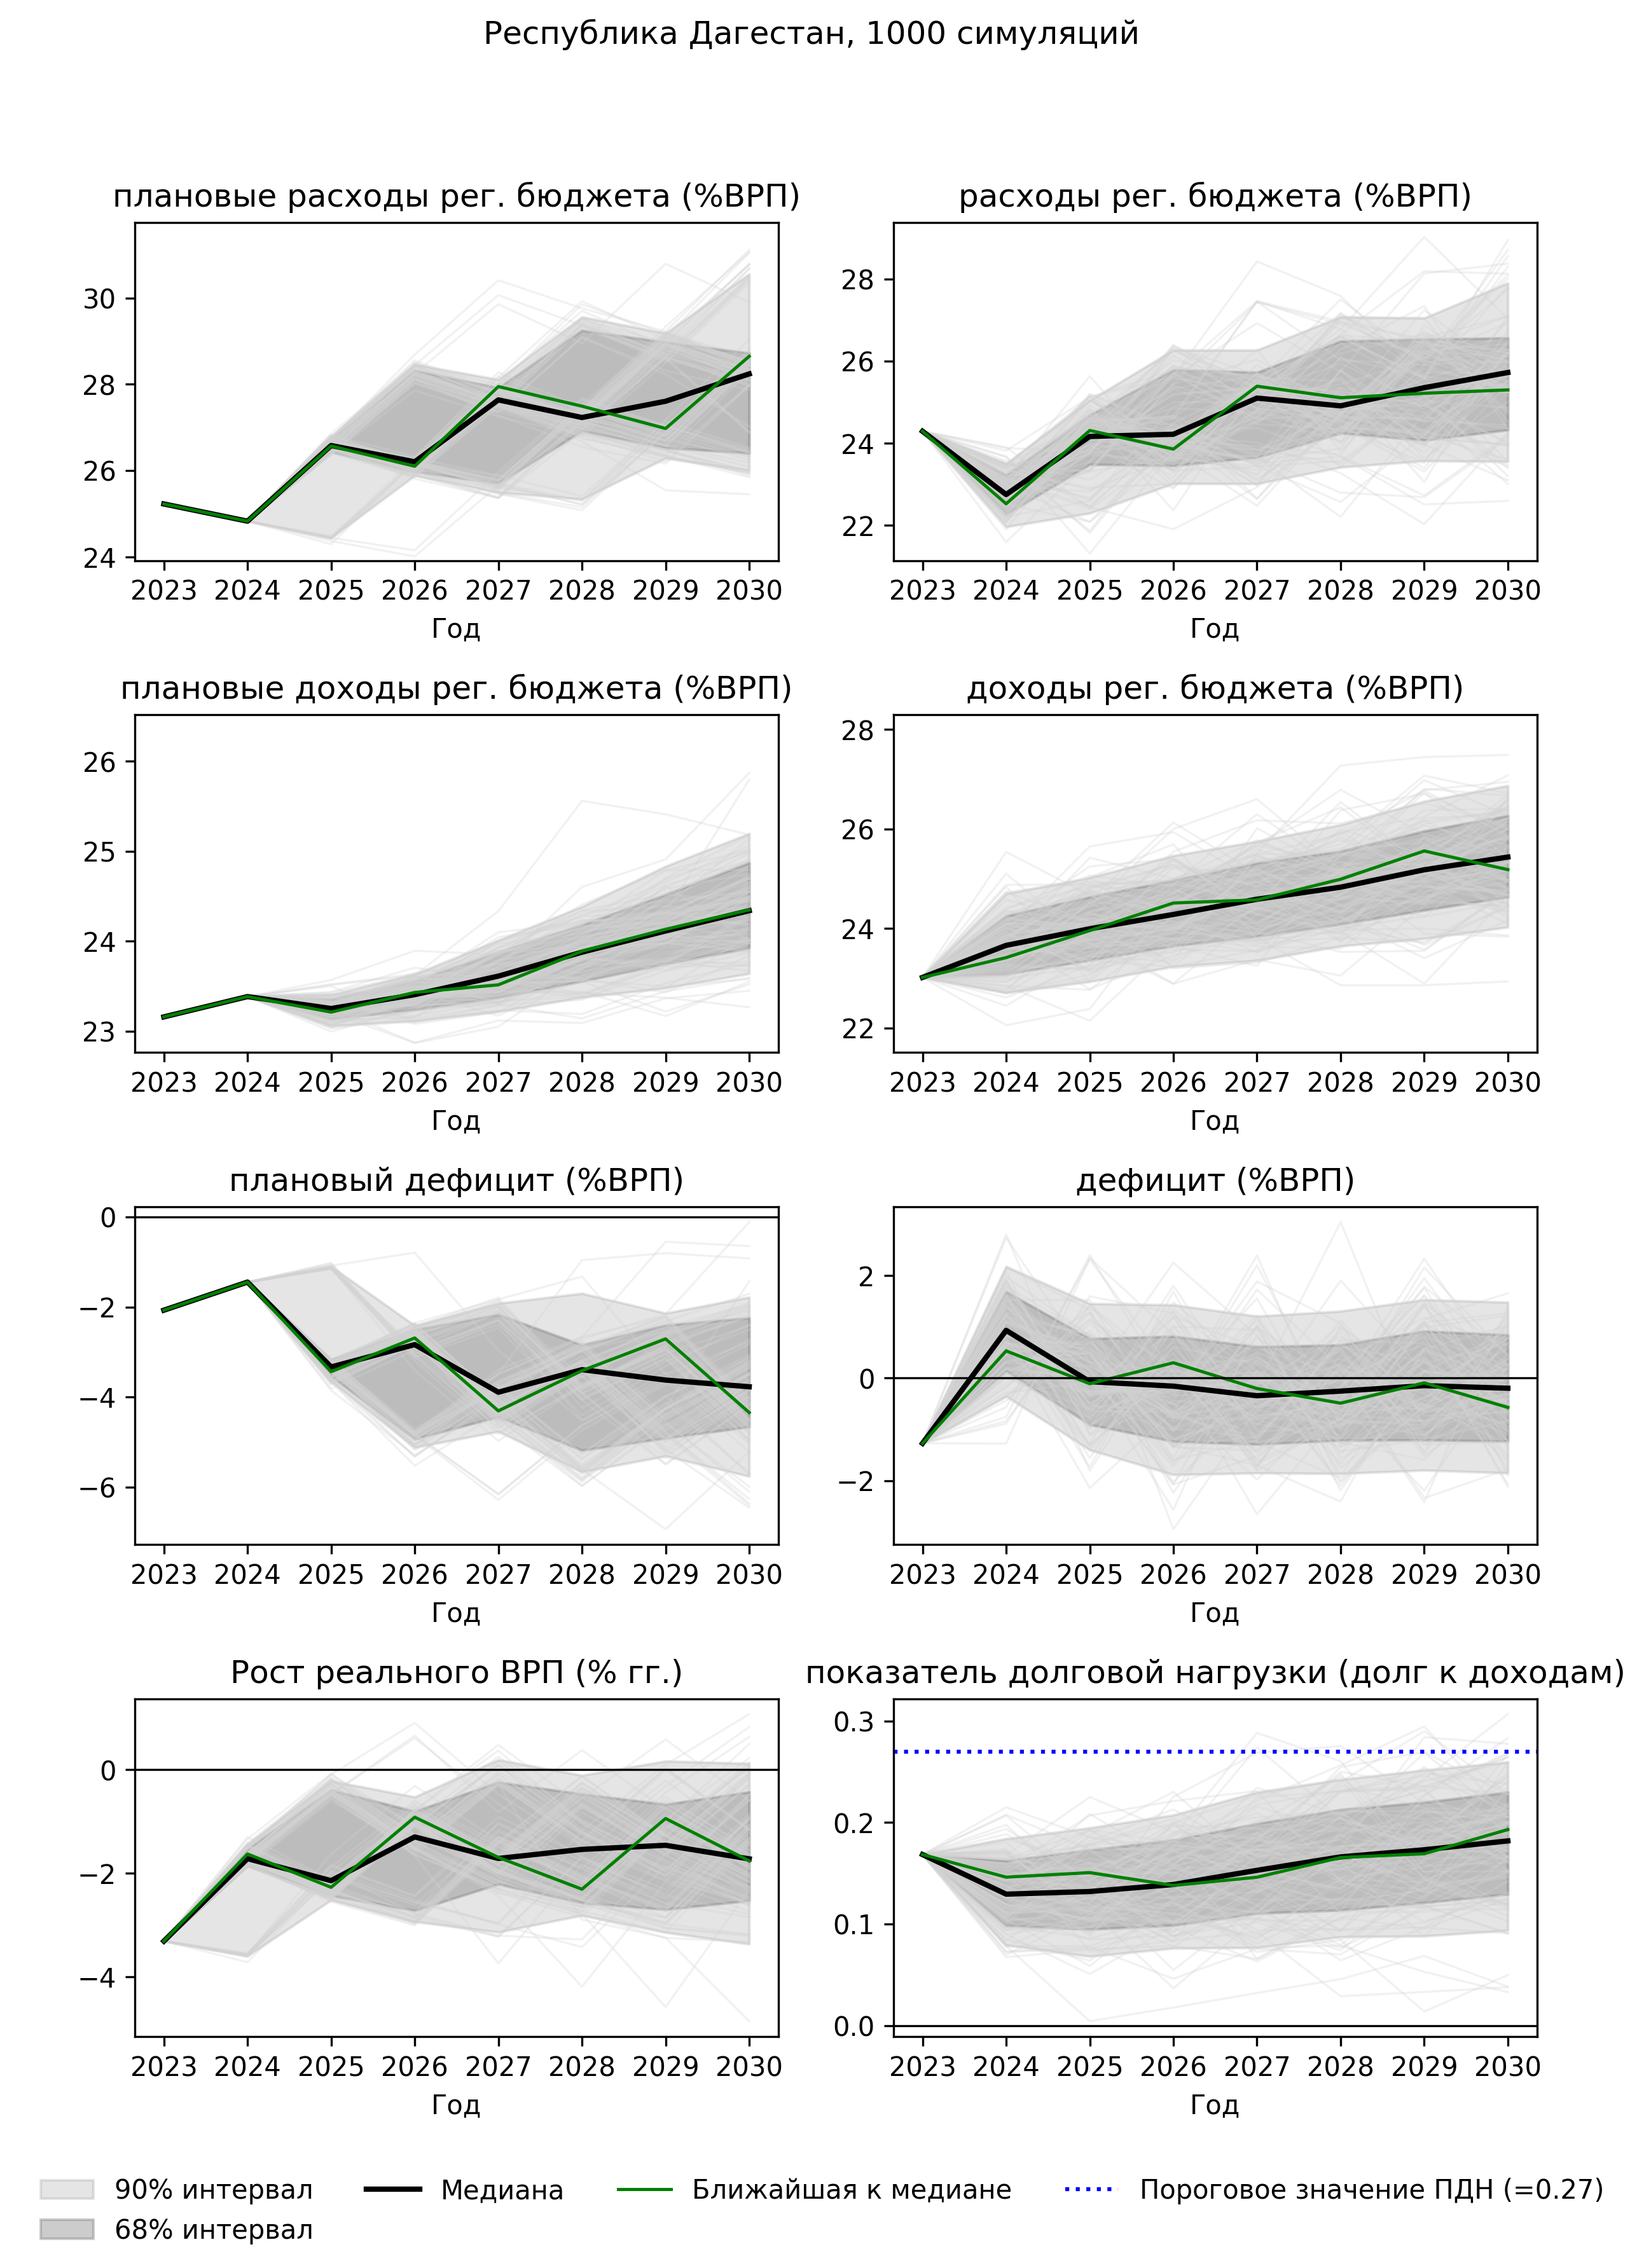 Республика Дагестан, 1000 симуляций
плановые расходы рег. бюджета (%ВРП)
30
28
26
24
2023 2024 2025 2026 2027 2028 2029 2030
Год
расходы рег. бюджета (%ВРП)
28
26
24
22
2023 2024 2025 2026 2027 2028 2029 2030
Год
плановые доходы рег. бюджета (%ВРП)
26
25
24
23
2023 2024 2025 2026 2027 2028 2029 2030
Год
доходы рег. бюджета (%ВРП)
28
26
24
22
2023 2024 2025 2026 2027 2028 2029 2030
Год
плановый дефицит (%ВРП)
0
−2
−4
−6
2023 2024 2025 2026 2027 2028 2029 2030
Год
дефицит (%ВРП)
2
0
−2
2023 2024 2025 2026 2027 2028 2029 2030
Год
Рост реального ВРП (% гг.)
0
−2
−4
2023 2024 2025 2026 2027 2028 2029 2030
Год
показатель долговой нагрузки (долг к доходам)
0.3
0.2
0.1
0.0
2023 2024 2025 2026 2027 2028 2029 2030
Год
90% интервал
68% интервал
Медиана
Ближайшая к медиане
Пороговое значение ПДН (=0.27)